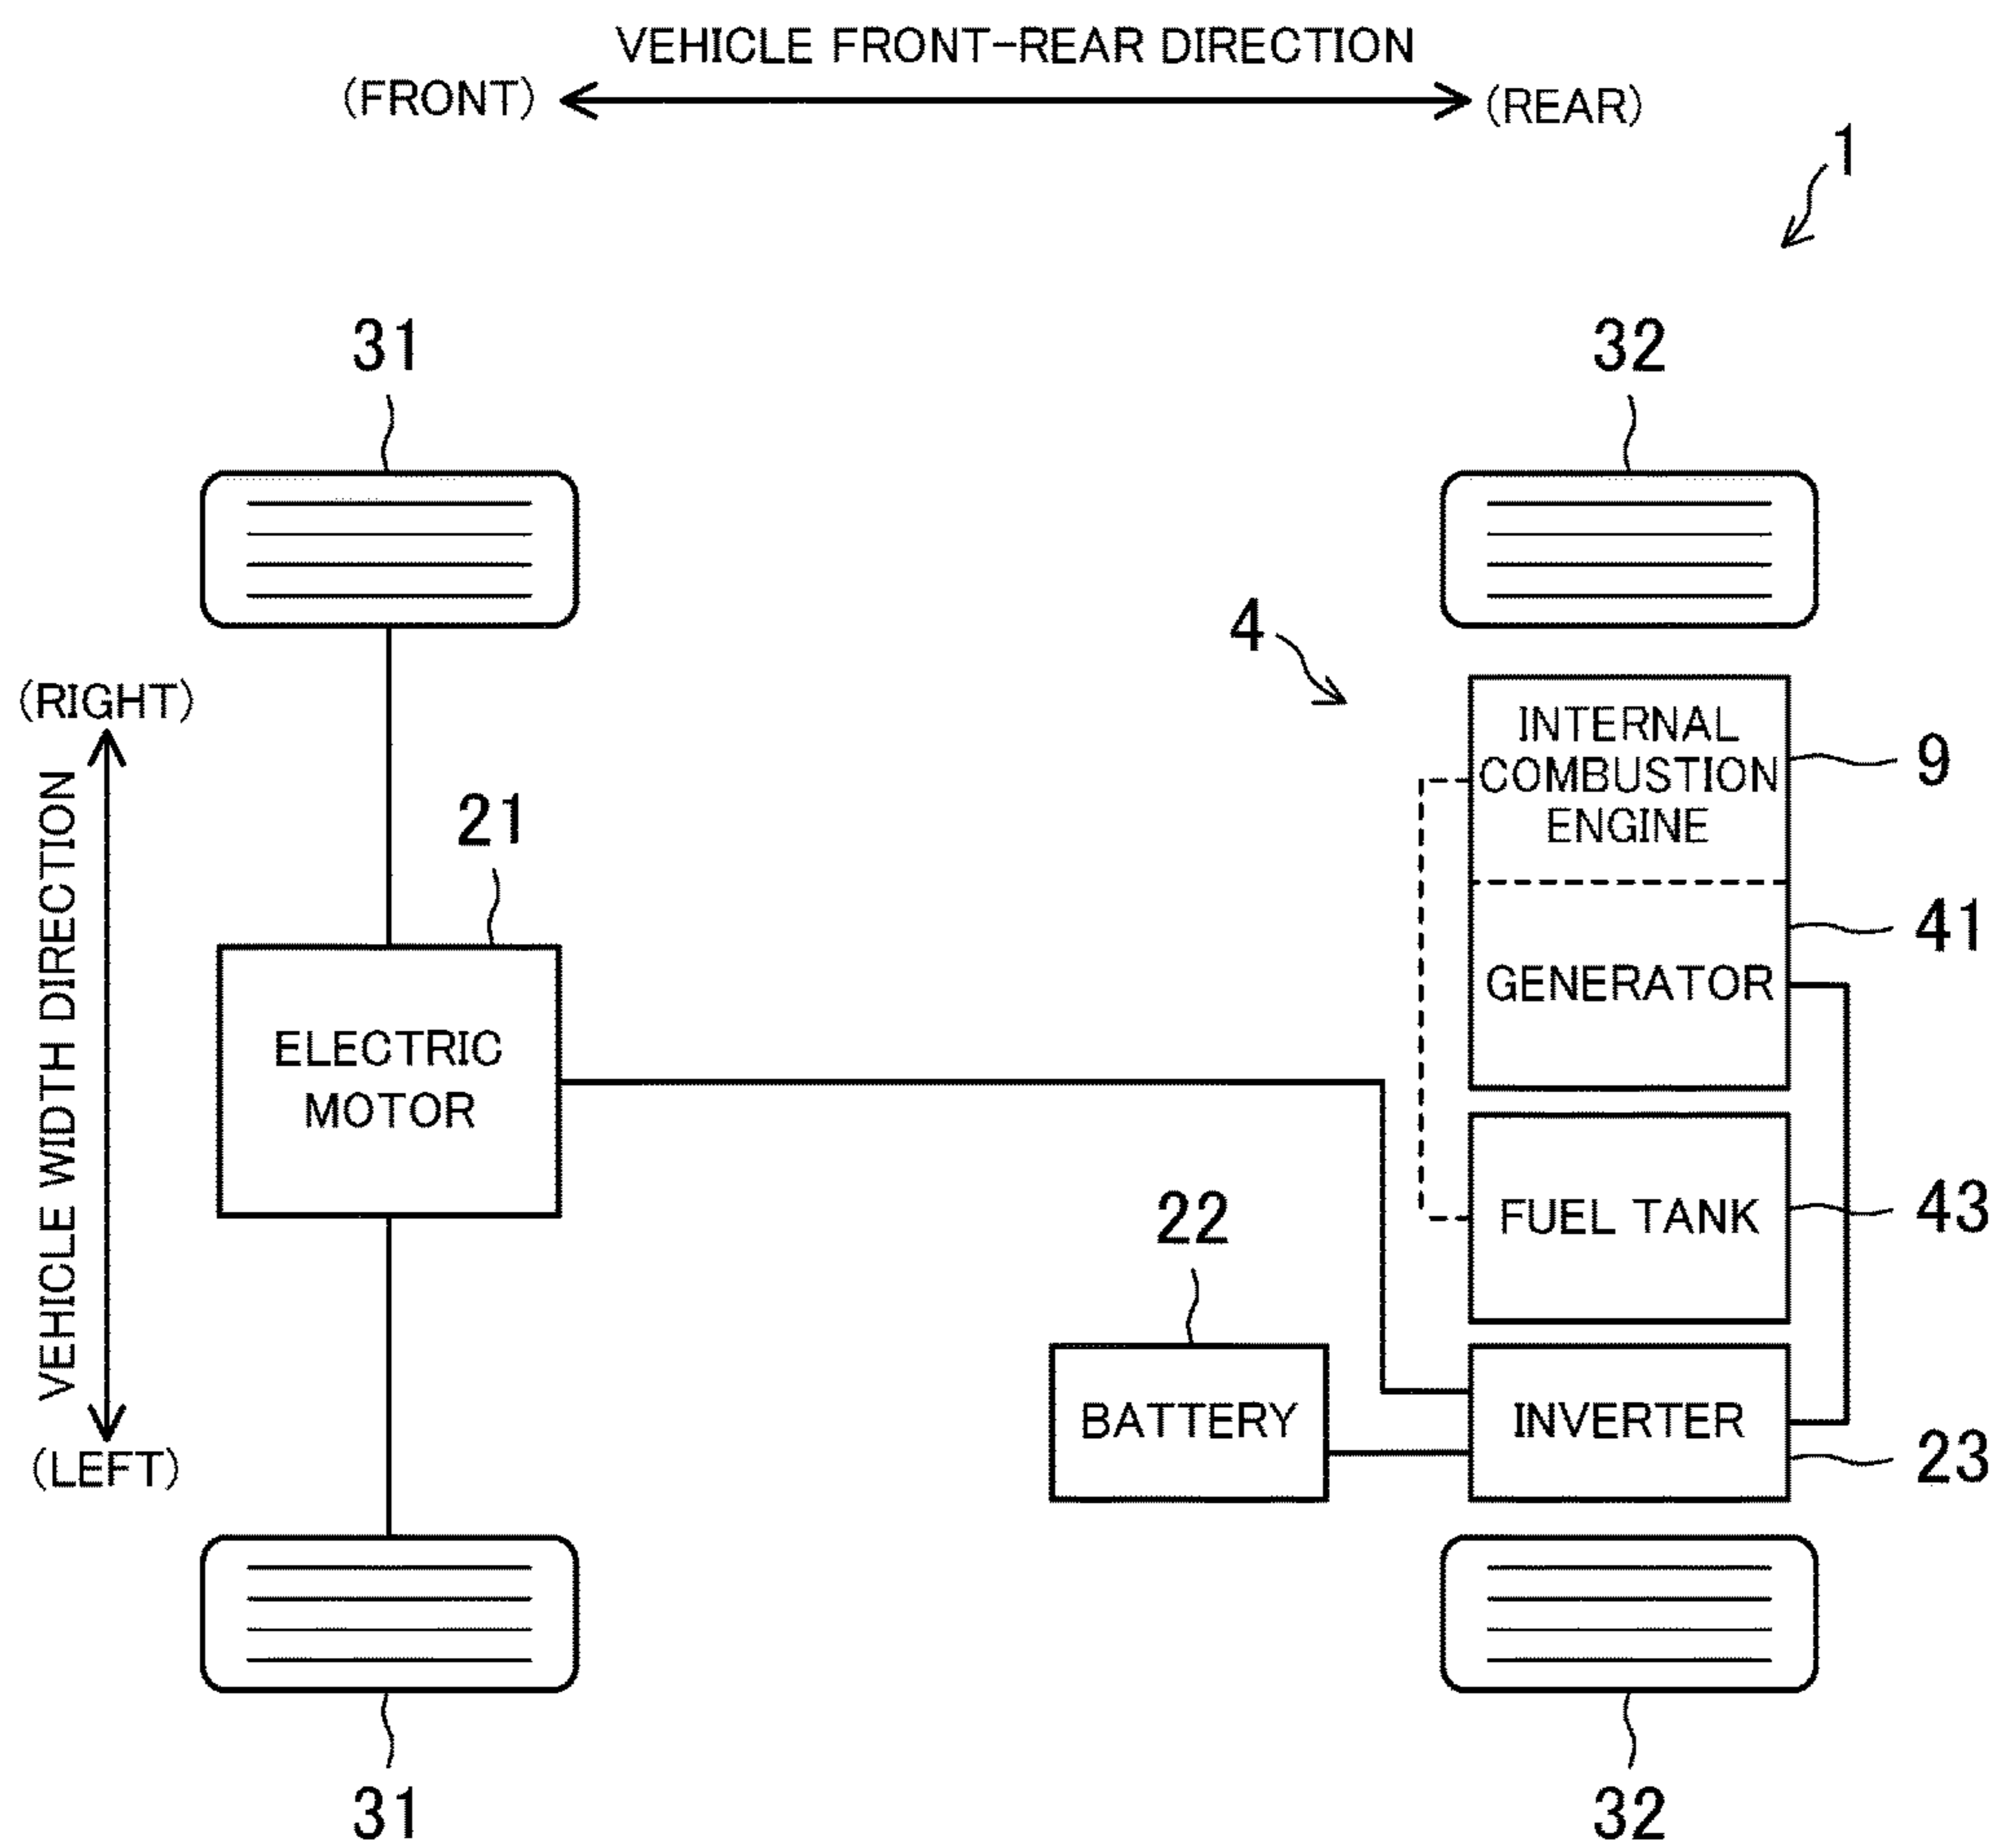 VEHICLE FRONT-REAR DIRECTION
(FRONT)
(REAR)
1
31
32
4
(RIGHT)
VEHICLE WIDTH DIRECTION
(LEFT)
INTERNAL
COMBUSTION
ENGINE
9
21
41
GENERATOR
ELECTRIC
MOTOR
22
FUEL TANK
43
BATTERY
INVERTER
23
31
32